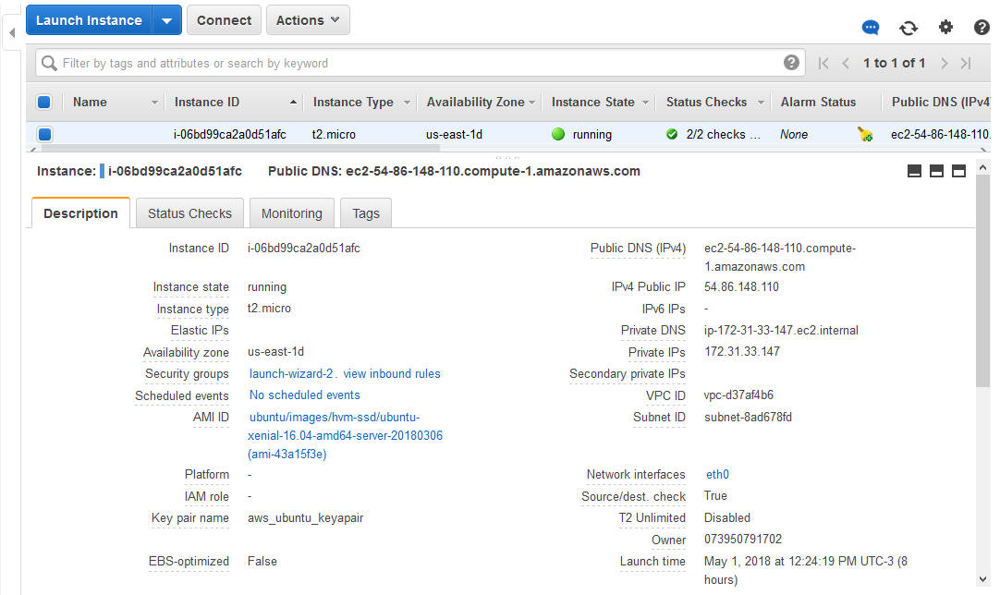 Launch Instance Connect Actions
Filter by tags and attributes or search by keyword 1 to 1 of 1
Name Instance ID Instance Type Availability Zone Instance State Status Checks Alarm Status Public DNS (IPv4
i-06bd99ca2a0d51afc t2.micro us-east-1d running 2/2 checks ... None ec2-54-86-148-110.
Instance: i-06bd99ca2a0d51afc Public DNS: ec2-54-86-148-110.compute-1.amazonaws.com
Description Status Checks Monitoring Tags
Instance ID i-06bd99ca2a0d51afc Public DNS (IPv4) ec2-54-86-148-110.compute-
1.amazonaws.com
Instance state running IPv4 Public IP 54.86.148.110
Instance type t2.micro IPv6 IPs -
Elastic IPs Private DNS ip-172-31-33-147.ec2.internal
Availability zone us-east-1d Private IPs 172.31.33.147
Security groups launch-wizard-2. view inbound rules Secondary private IPs
Scheduled events No scheduled events VPC ID vpc-d37af4b6
AMI ID ubuntu/images/hvm-ssd/ubuntu- Subnet ID subnet-8ad678fd
xenial-16.04-amd64-server-20180306
(ami-43a15f3e)
Platform - Network interfaces eth0
IAM role - Source/dest. check True
Key pair name aws_ubuntu_keyapair T2 Unlimited Disabled
Owner 073950791702
EBS-optimized False Launch time May 1, 2018 at 12:24:19 PM UTC-3 (8
hours)